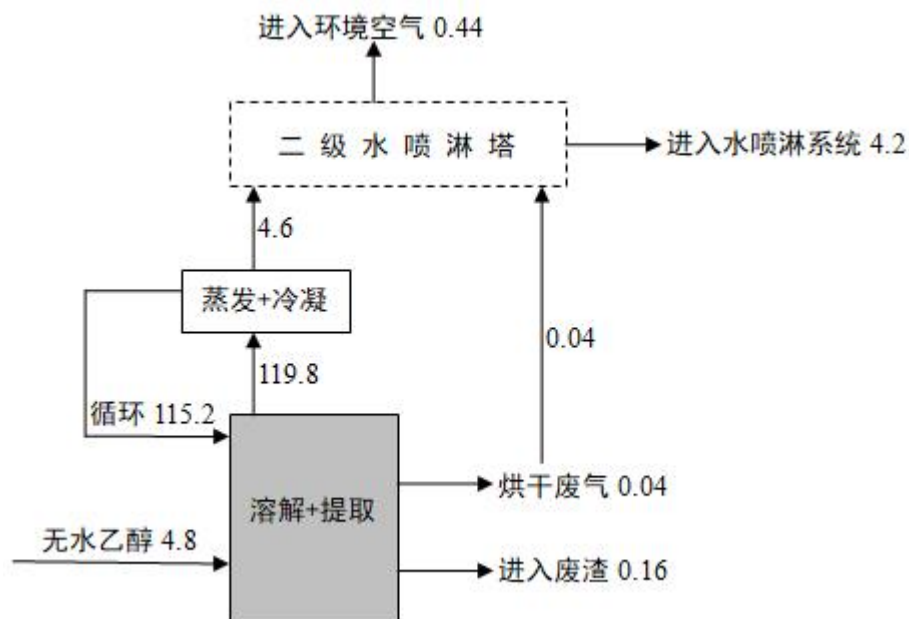 进入环境空气 0.44
二级水喷淋塔
进入水喷淋系统 4.2
4.6
蒸发+冷凝
0.04
119.8
循环 115.2
溶解+提取
烘干废气 0.04
无水乙醇 4.8
进入废渣 0.16